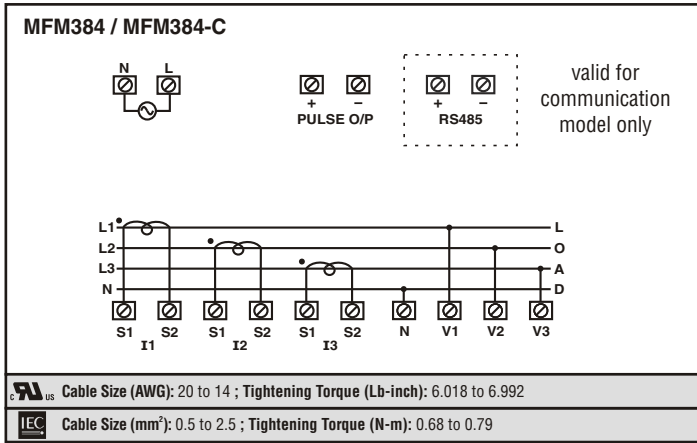 MFM384 / MFM384-C
N L
+ − + −
PULSE O/P RS485
valid for
communication
model only
L1 L
L2 O
L3 A
N D
S1 S2 S1 S2 S1 S2 N V1 V2 V3
I1 I2 I3
c RU US Cable Size (AWG): 20 to 14 ; Tightening Torque (Lb-inch): 6.018 to 6.992
IEC Cable Size (mm²): 0.5 to 2.5 ; Tightening Torque (N-m): 0.68 to 0.79